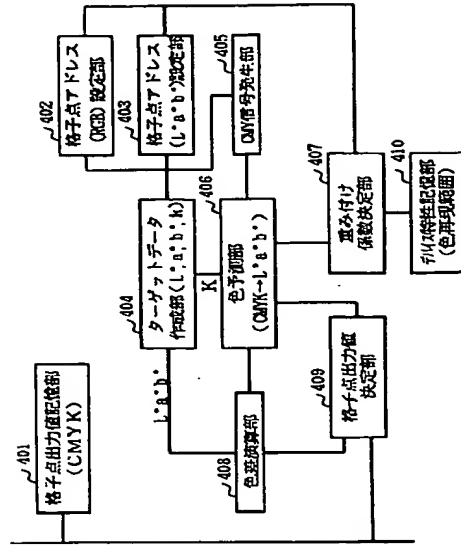 401
格子点出力値記憶部
(CMYK)
402
格子点アドレス
(RGB)設定部
403
格子点アドレス
(L*a*b*)設定部
404
ターゲットデータ
作成部(L*,a*,b*,k)
405
CMY信号発生部
L*a*b*
K
406
色予測部
(CMYK→L*a*b*)
407
重み付け
係数決定部
408
色差演算部
409
格子点出力値
決定部
410
デバイス特性記憶部
(色再現範囲)